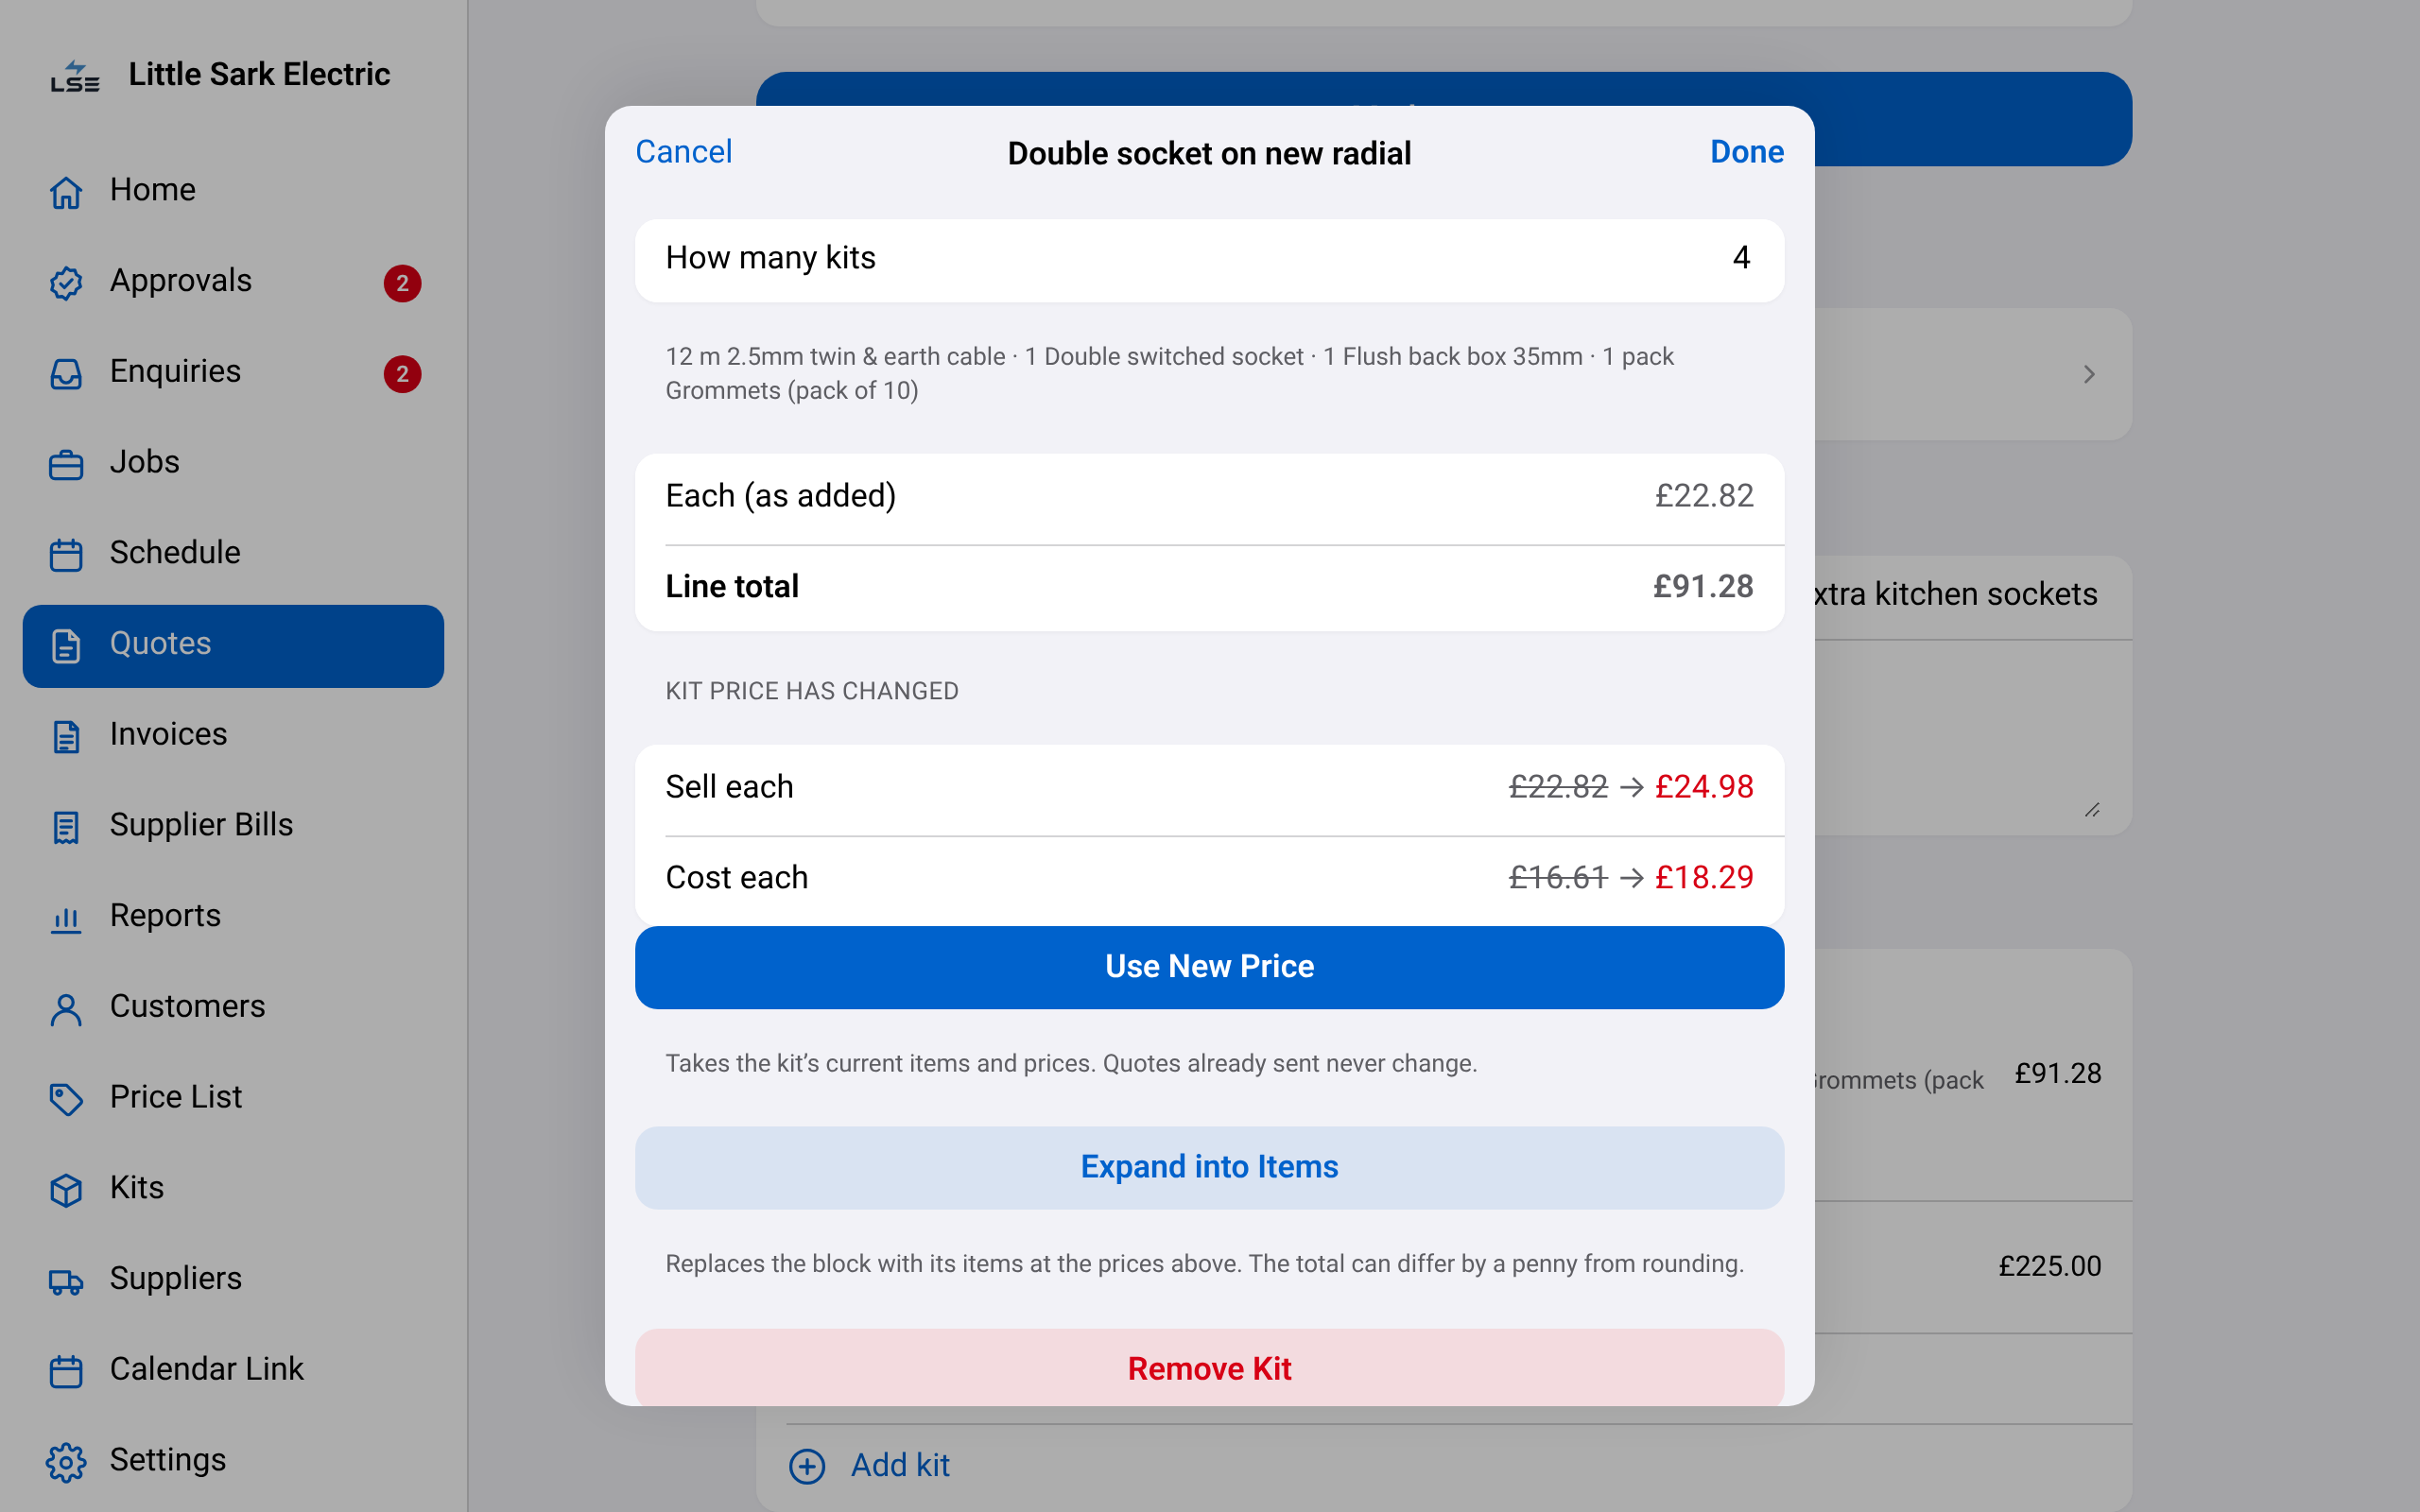 LSE
Little Sark Electric
Home
Approvals
2
Enquiries
2
Jobs
Schedule
Quotes
Invoices
Supplier Bills
Reports
Customers
Price List
Kits
Suppliers
Calendar Link
Settings
Cancel
Double socket on new radial
Done
How many kits
4
12 m 2.5mm twin & earth cable · 1 Double switched socket · 1 Flush back box 35mm · 1 pack
Grommets (pack of 10)
Each (as added)
£22.82
Line total
£91.28
KIT PRICE HAS CHANGED
Sell each
£22.82 → £24.98
Cost each
£16.61 → £18.29
Use New Price
Takes the kit’s current items and prices. Quotes already sent never change.
Expand into Items
Replaces the block with its items at the prices above. The total can differ by a penny from rounding.
Remove Kit
kitchen sockets
(pack
£91.28
£225.00
Add kit